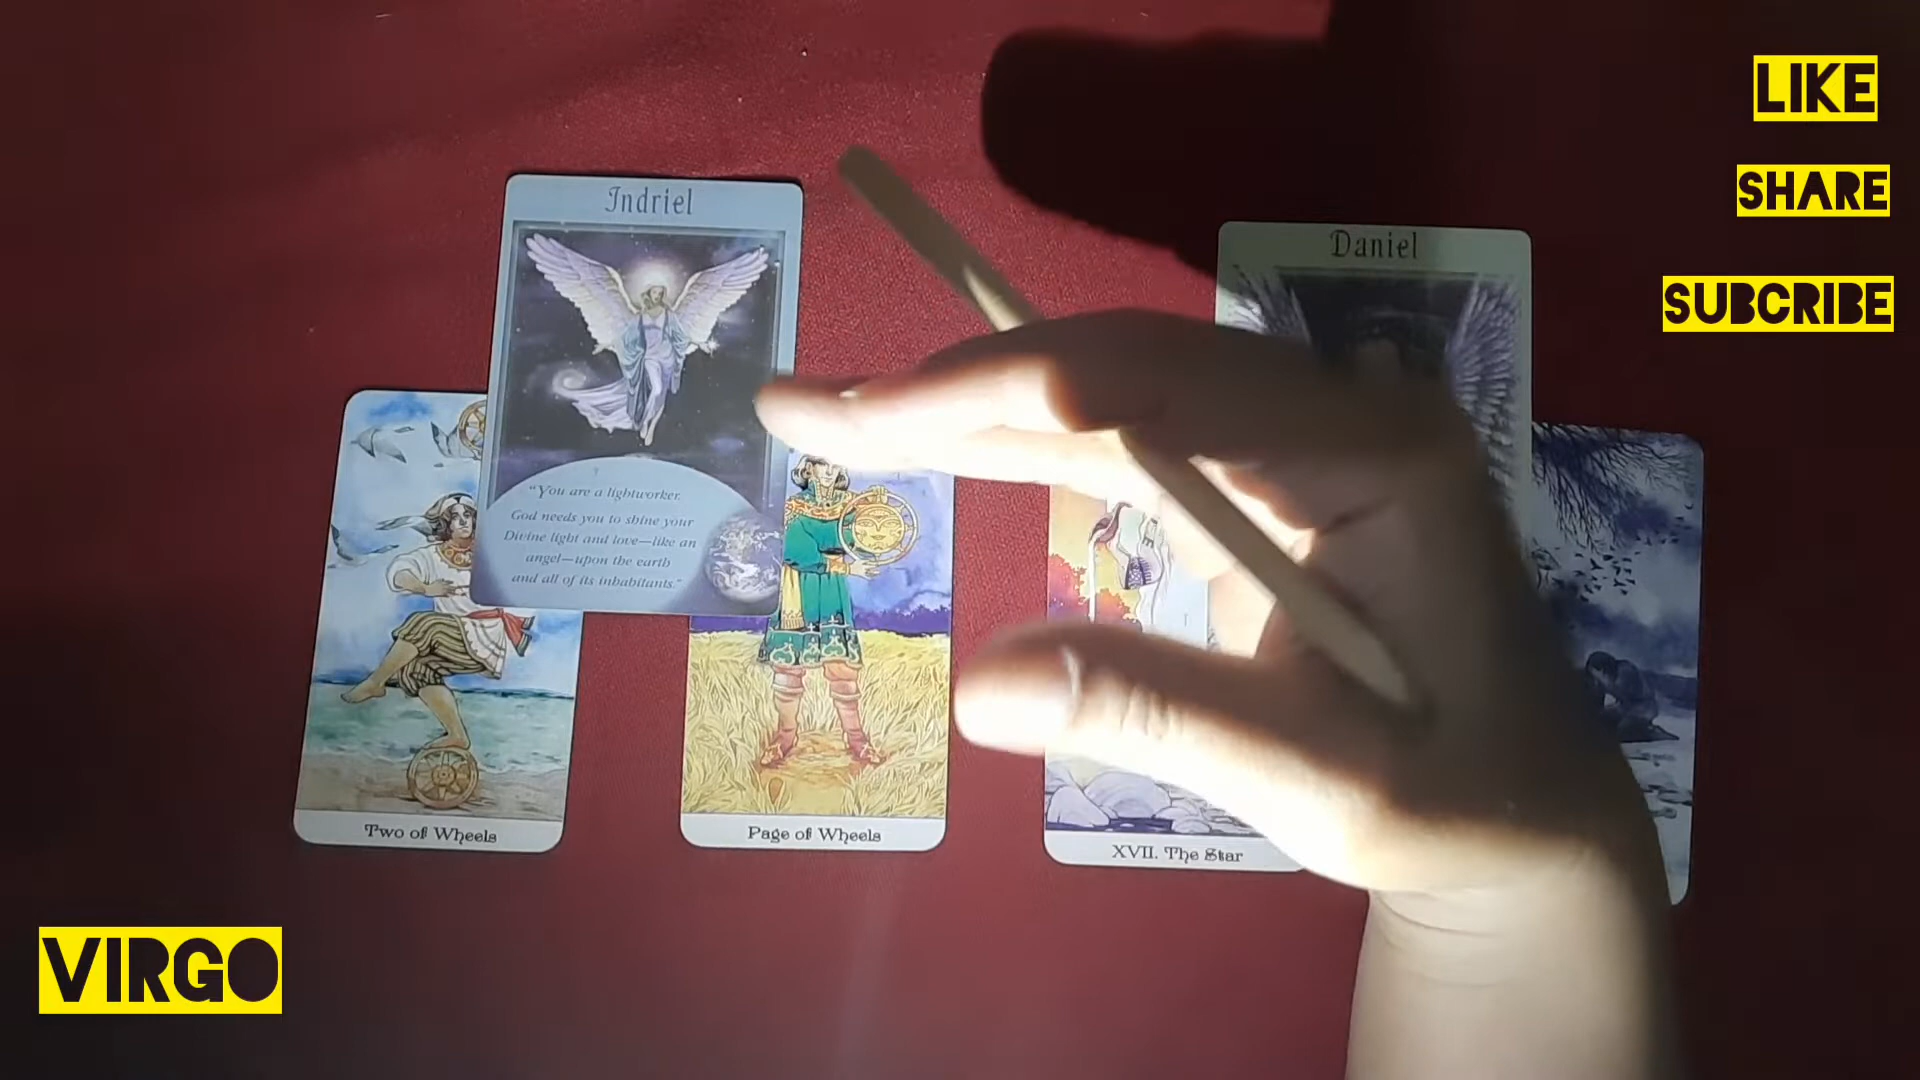 LIKE
SHARE
SUBCRIBE
Indriel
Daniel
"You are a lightworker.
God needs you to shine your
Divine light and love—like an
angel—upon the earth
and all of its inhabitants."
Two of Wheels
Page of Wheels
XVII. The Star
VIRGO